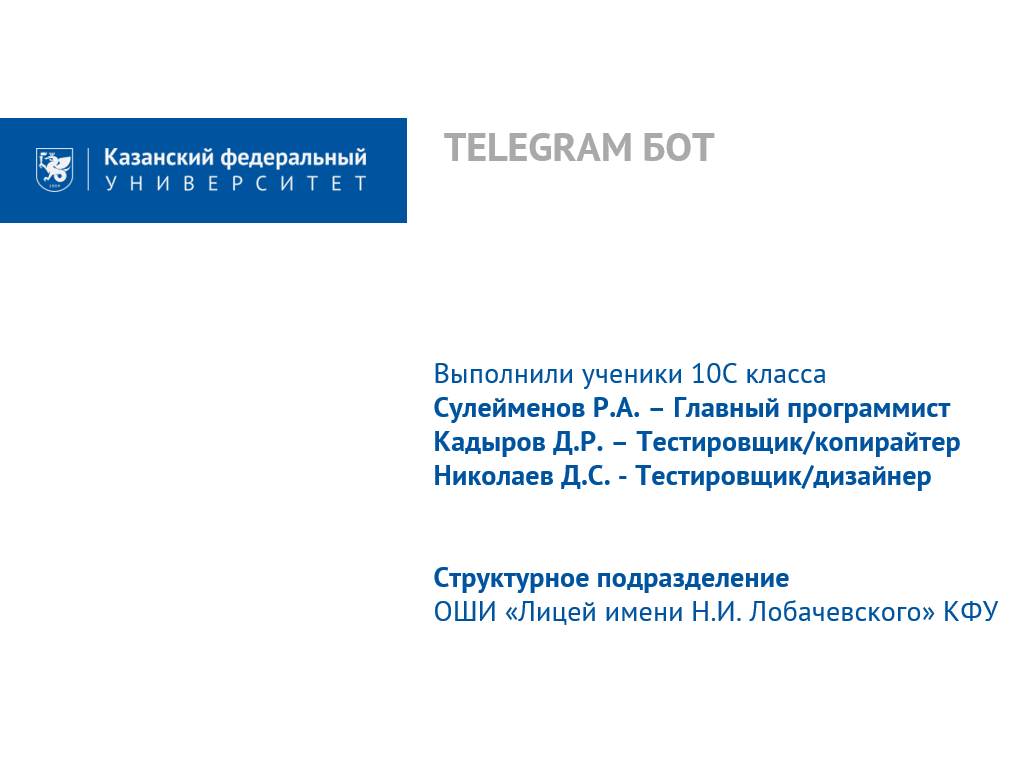 Казанский федеральный
УНИВЕРСИТЕТ
TELEGRAM БОТ
Выполнили ученики 10С класса
Сулейменов Р.А. – Главный программист
Кадыров Д.Р. – Тестировщик/копирайтер
Николаев Д.С. - Тестировщик/дизайнер
Структурное подразделение
ОШИ «Лицей имени Н.И. Лобачевского» КФУ